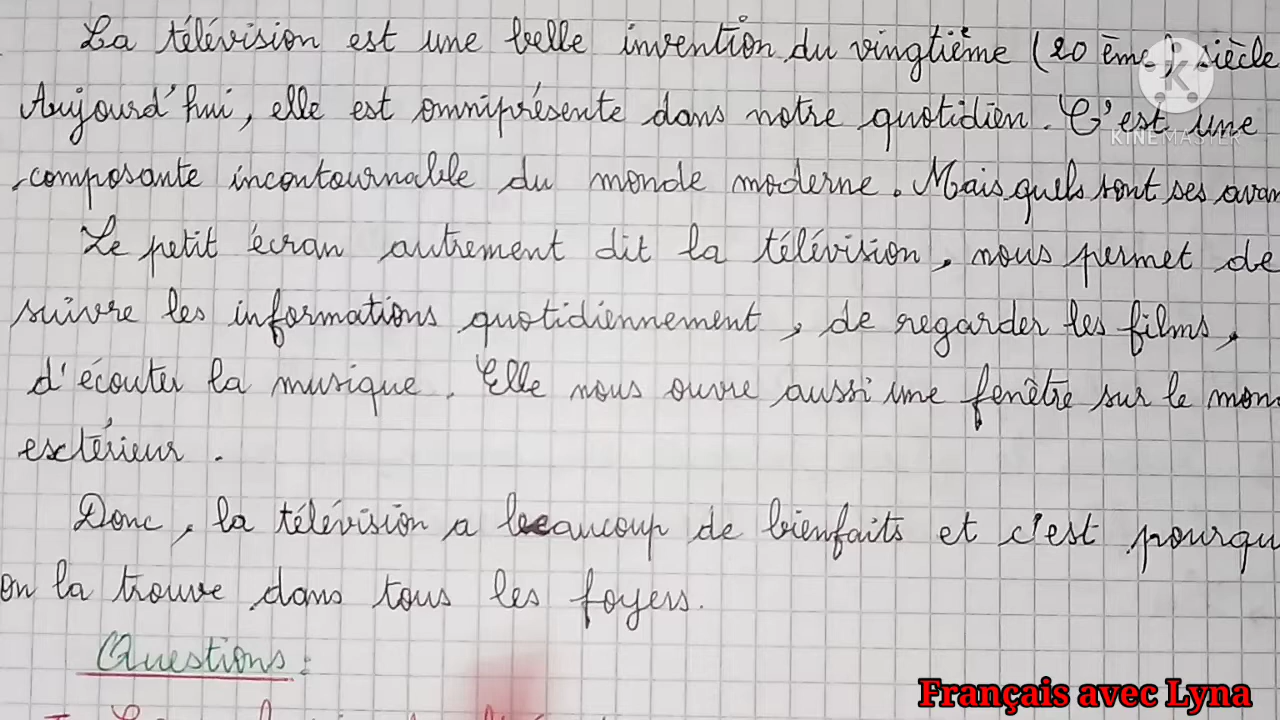 La télévision est une belle invention du vingtième (20 ème) siècle
Aujourd'hui, elle est omniprésente dans notre quotidien. C'est une
KINEMASTER
composante incontournable du monde moderne. Mais quels sont ses avan
Le petit écran autrement dit la télévision, nous permet de
suivre les informations quotidiennement, de regarder les films,
d'écouter la musique. Elle nous ouvre aussi une fenêtre sur le mon
extérieur.
Donc, la télévision a beaucoup de bienfaits et c'est pourqu
on la trouve dans tous les foyers.
Questions:
Français avec Lyna